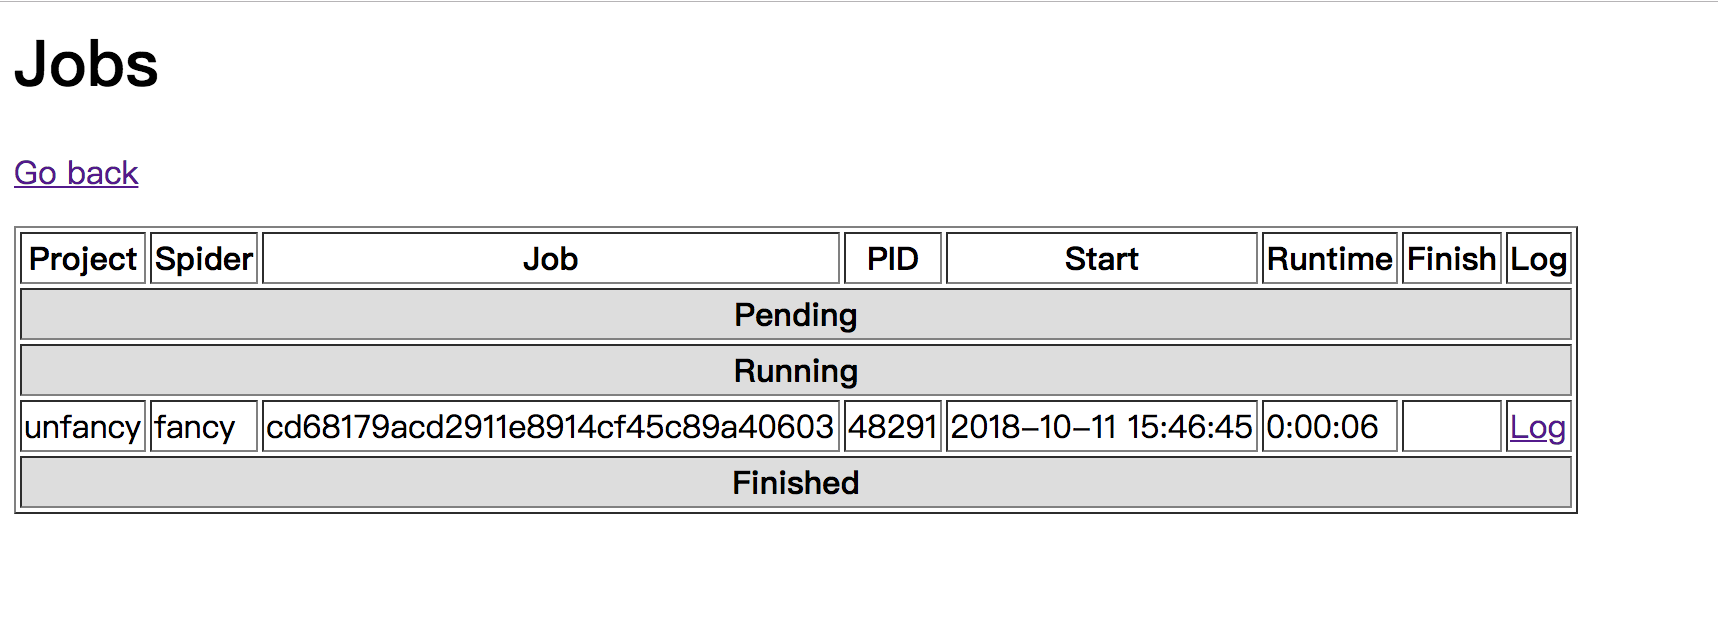 Jobs
Go back
Project Spider Job PID Start Runtime Finish Log
Pending
Running
unfancy fancy cd68179acd2911e8914cf45c89a40603 48291 2018-10-11 15:46:45 0:00:06 Log
Finished